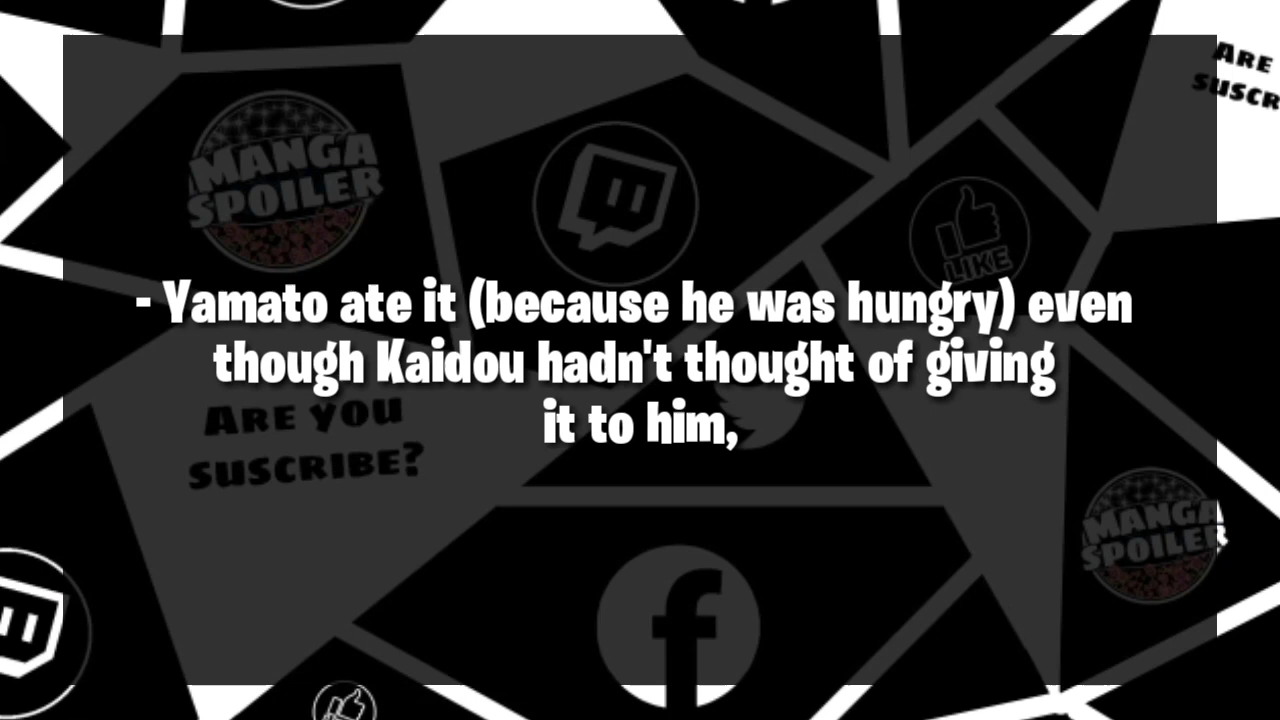 ARE
SUSCR
MANGA
SPOILER
LIKE
- Yamato ate it (because he was hungry) even
though Kaidou hadn't thought of giving
it to him,
ARE YOU
SUSCRIBE?
MANGA
SPOILER